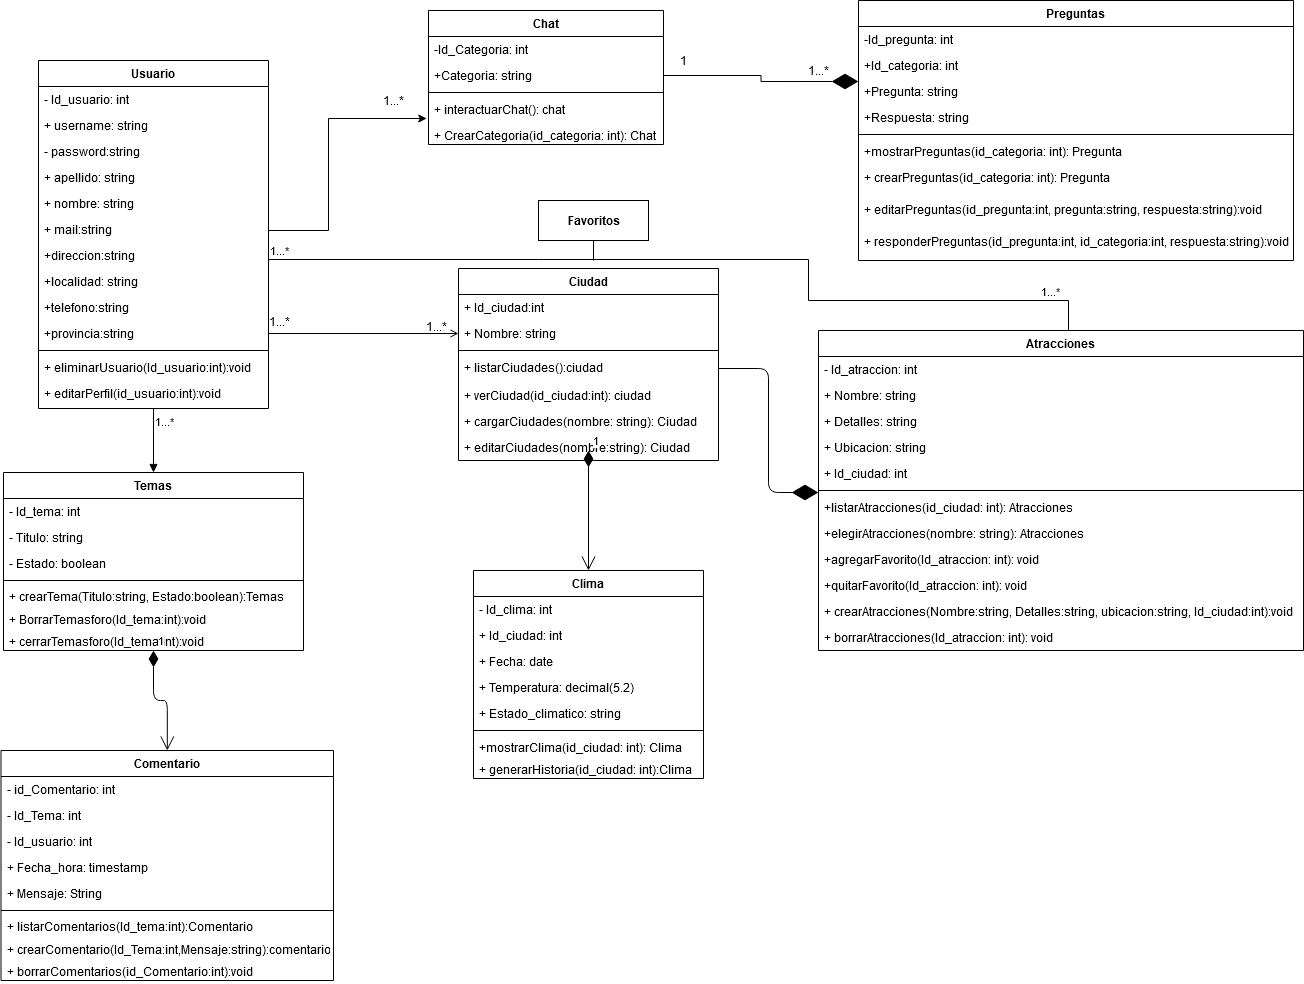 Usuario
- Id_usuario: int
+ username: string
- password:string
+ apellido: string
+ nombre: string
+ mail:string
+direccion:string
+localidad: string
+telefono:string
+provincia:string
+ eliminarUsuario(Id_usuario:int):void
+ editarPerfil(id_usuario:int):void
1...*
1...*
1...*
1...*
1...*
Chat
-Id_Categoria: int
+Categoria: string
+ interactuarChat(): chat
+ CrearCategoria(id_categoria: int): Chat
1
1...*
Preguntas
-Id_pregunta: int
+Id_categoria: int
+Pregunta: string
+Respuesta: string
+mostrarPreguntas(id_categoria: int): Pregunta
+ crearPreguntas(id_categoria: int): Pregunta
+ editarPreguntas(id_pregunta:int, pregunta:string, respuesta:string):void
+ responderPreguntas(id_pregunta:int, id_categoria:int, respuesta:string):void
Favoritos
1...*
Ciudad
+ Id_ciudad:int
+ Nombre: string
+ listarCiudades():ciudad
+ verCiudad(id_ciudad:int): ciudad
+ cargarCiudades(nombre: string): Ciudad
+ editarCiudades(nombre:string): Ciudad
1
Atracciones
- Id_atraccion: int
+ Nombre: string
+ Detalles: string
+ Ubicacion: string
+ Id_ciudad: int
+listarAtracciones(id_ciudad: int): Atracciones
+elegirAtracciones(nombre: string): Atracciones
+agregarFavorito(Id_atraccion: int): void
+quitarFavorito(Id_atraccion: int): void
+ crearAtracciones(Nombre:string, Detalles:string, ubicacion:string, Id_ciudad:int):void
+ borrarAtracciones(Id_atraccion: int): void
Temas
- Id_tema: int
- Titulo: string
- Estado: boolean
+ crearTema(Titulo:string, Estado:boolean):Temas
+ BorrarTemasforo(Id_tema:int):void
+ cerrarTemasforo(Id_tema:int):void
1
Clima
- Id_clima: int
+ Id_ciudad: int
+ Fecha: date
+ Temperatura: decimal(5.2)
+ Estado_climatico: string
+mostrarClima(id_ciudad: int): Clima
+ generarHistoria(id_ciudad: int):Clima
Comentario
- id_Comentario: int
- Id_Tema: int
- Id_usuario: int
+ Fecha_hora: timestamp
+ Mensaje: String
+ listarComentarios(Id_tema:int):Comentario
+ crearComentario(Id_Tema:int,Mensaje:string):comentario
+ borrarComentarios(id_Comentario:int):void